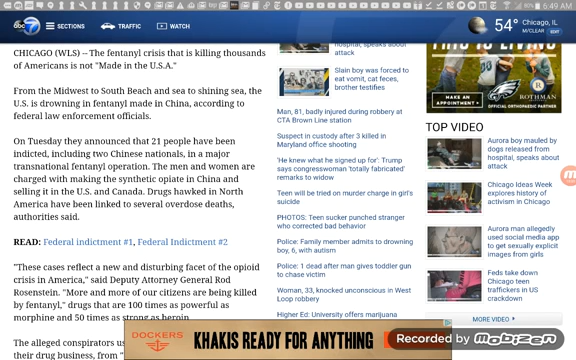 6:49 AM
abc 7
SECTIONS
TRAFFIC
WATCH
54°
Chicago, IL
M/CLEAR
EDIT
CHICAGO (WLS) -- The fentanyl crisis that is killing thousands
of Americans is not "Made in the U.S.A."
From the Midwest to South Beach and sea to shining sea, the
U.S. is drowning in fentanyl made in China, according to
federal law enforcement officials.
On Tuesday they announced that 21 people have been
indicted, including two Chinese nationals, in a major
transnational fentanyl operation. The men and women are
charged with making the synthetic opiate in China and
selling it in the U.S. and Canada. Drugs hawked in North
America have been linked to several overdose deaths,
authorities said.
READ: Federal indictment #1, Federal Indictment #2
"These cases reflect a new and disturbing facet of the opioid
crisis in America," said Deputy Attorney General Rod
Rosenstein. "More and more of our citizens are being killed
by fentanyl," drugs that are 100 times as powerful as
morphine and 50 times as strong as heroin
The alleged conspirators us
their drug business, from "
hospital, speaks about
attack
Slain boy was forced to
eat vomit, cat feces,
brother testifies
Man, 81, badly injured during robbery at
CTA Brown Line station
Suspect in custody after 3 killed in
Maryland office shooting
'He knew what he signed up for': Trump
says congresswoman 'totally fabricated'
remarks to widow
Teen will be tried on murder charge in girl's
suicide
PHOTOS: Teen sucker punched stranger
who corrected bad behavior
Police: Family member admits to drowning
boy, 6, with autism
Police: 1 dead after man gives toddler gun
to chase victim
Woman, 33, knocked unconscious in West
Loop robbery
Higher Ed: University offers marijuana
MAKE AN APPOINTMENT
ROTHMAN
OFFICIAL ORTHOPAEDIC PARTNER
TOP VIDEO
Aurora boy mauled by
dogs released from
hospital, speaks about
attack
Chicago Ideas Week
explores history of
activism in Chicago
Aurora man allegedly
used social media app
to get sexually explicit
images from girls
Feds take down
Chicago teen
traffickers in US
crackdown
MORE VIDEO
DOCKERS
KHAKIS READY FOR ANYTHING
Recorded by
Mobizen